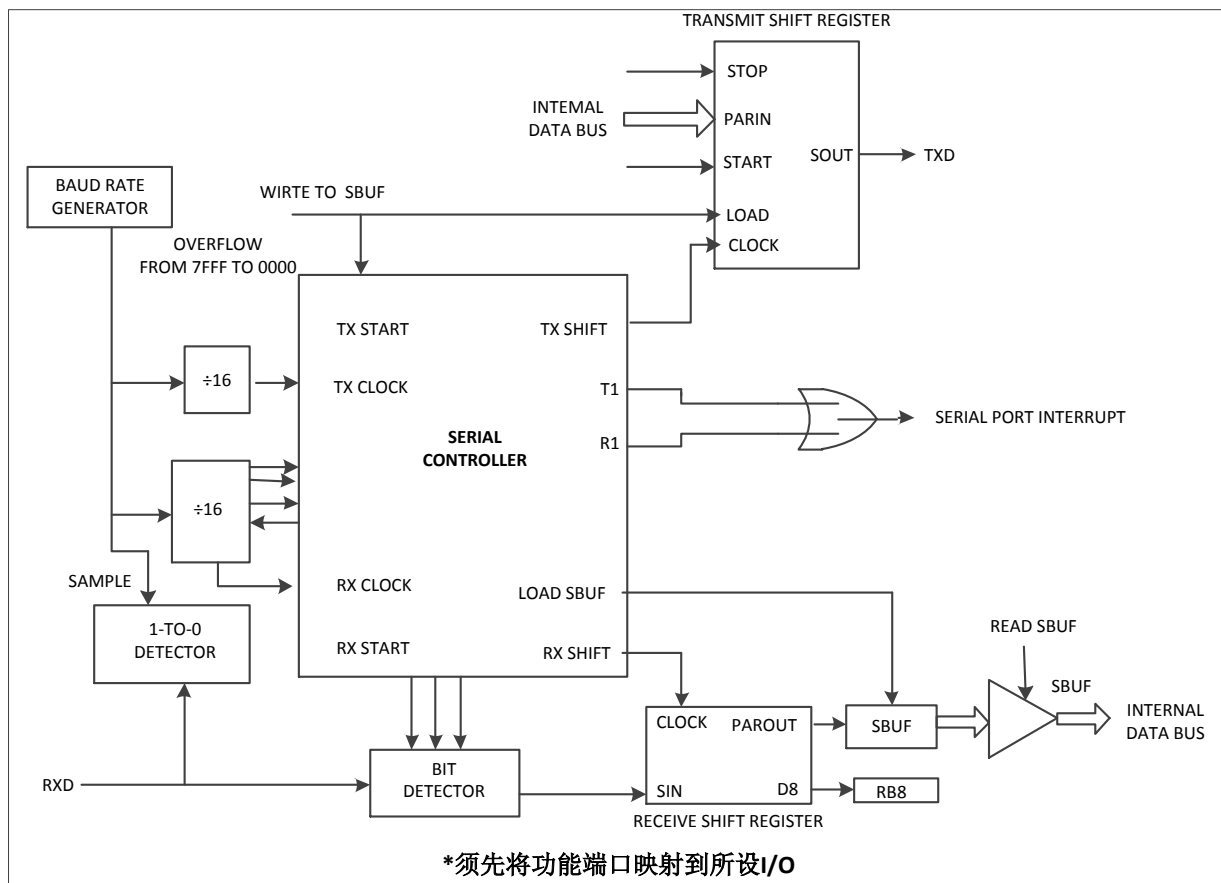 TRANSMIT SHIFT REGISTER
STOP
INTEMAL
DATA BUS
PARIN
START
SOUT
TXD
BAUD RATE
GENERATOR
WIRTE TO SBUF
LOAD
CLOCK
OVERFLOW
FROM 7FFF TO 0000
TX START
TX SHIFT
÷16
TX CLOCK
T1
SERIAL PORT INTERRUPT
R1
SERIAL
CONTROLLER
÷16
SAMPLE
RX CLOCK
LOAD SBUF
1-TO-0
DETECTOR
RX START
RX SHIFT
READ SBUF
SBUF
CLOCK
PAROUT
SBUF
INTERNAL
DATA BUS
RXD
BIT
DETECTOR
SIN
D8
RB8
RECEIVE SHIFT REGISTER
*须先将功能端口映射到所设I/O